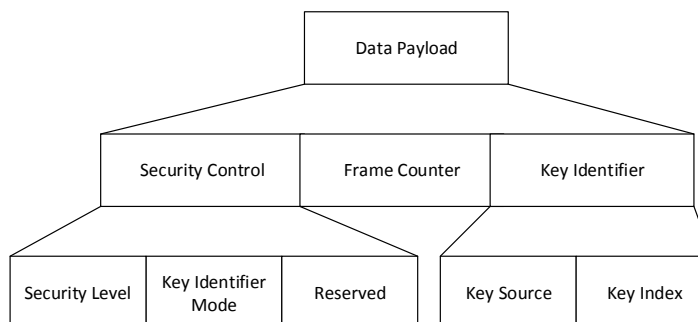 Data Payload
Security Control
Frame Counter
Key Identifier
Security Level
Key Identifier
Mode
Reserved
Key Source
Key Index